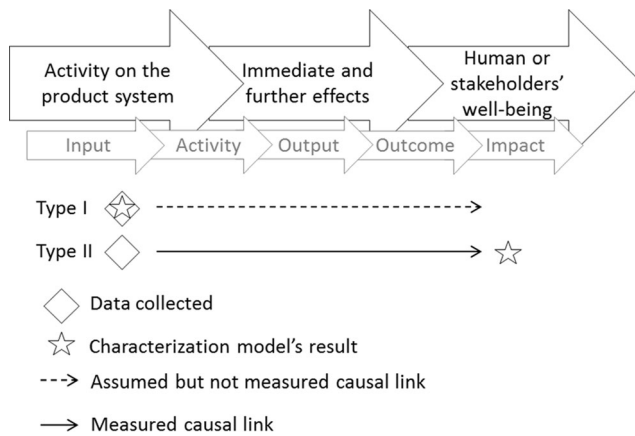 Activity on the
product system
Immediate and
further effects
Human or
stakeholders'
well-being
Input
Activity
Output
Outcome
Impact
Type I
Type II
Data collected
Characterization model's result
Assumed but not measured causal link
Measured causal link